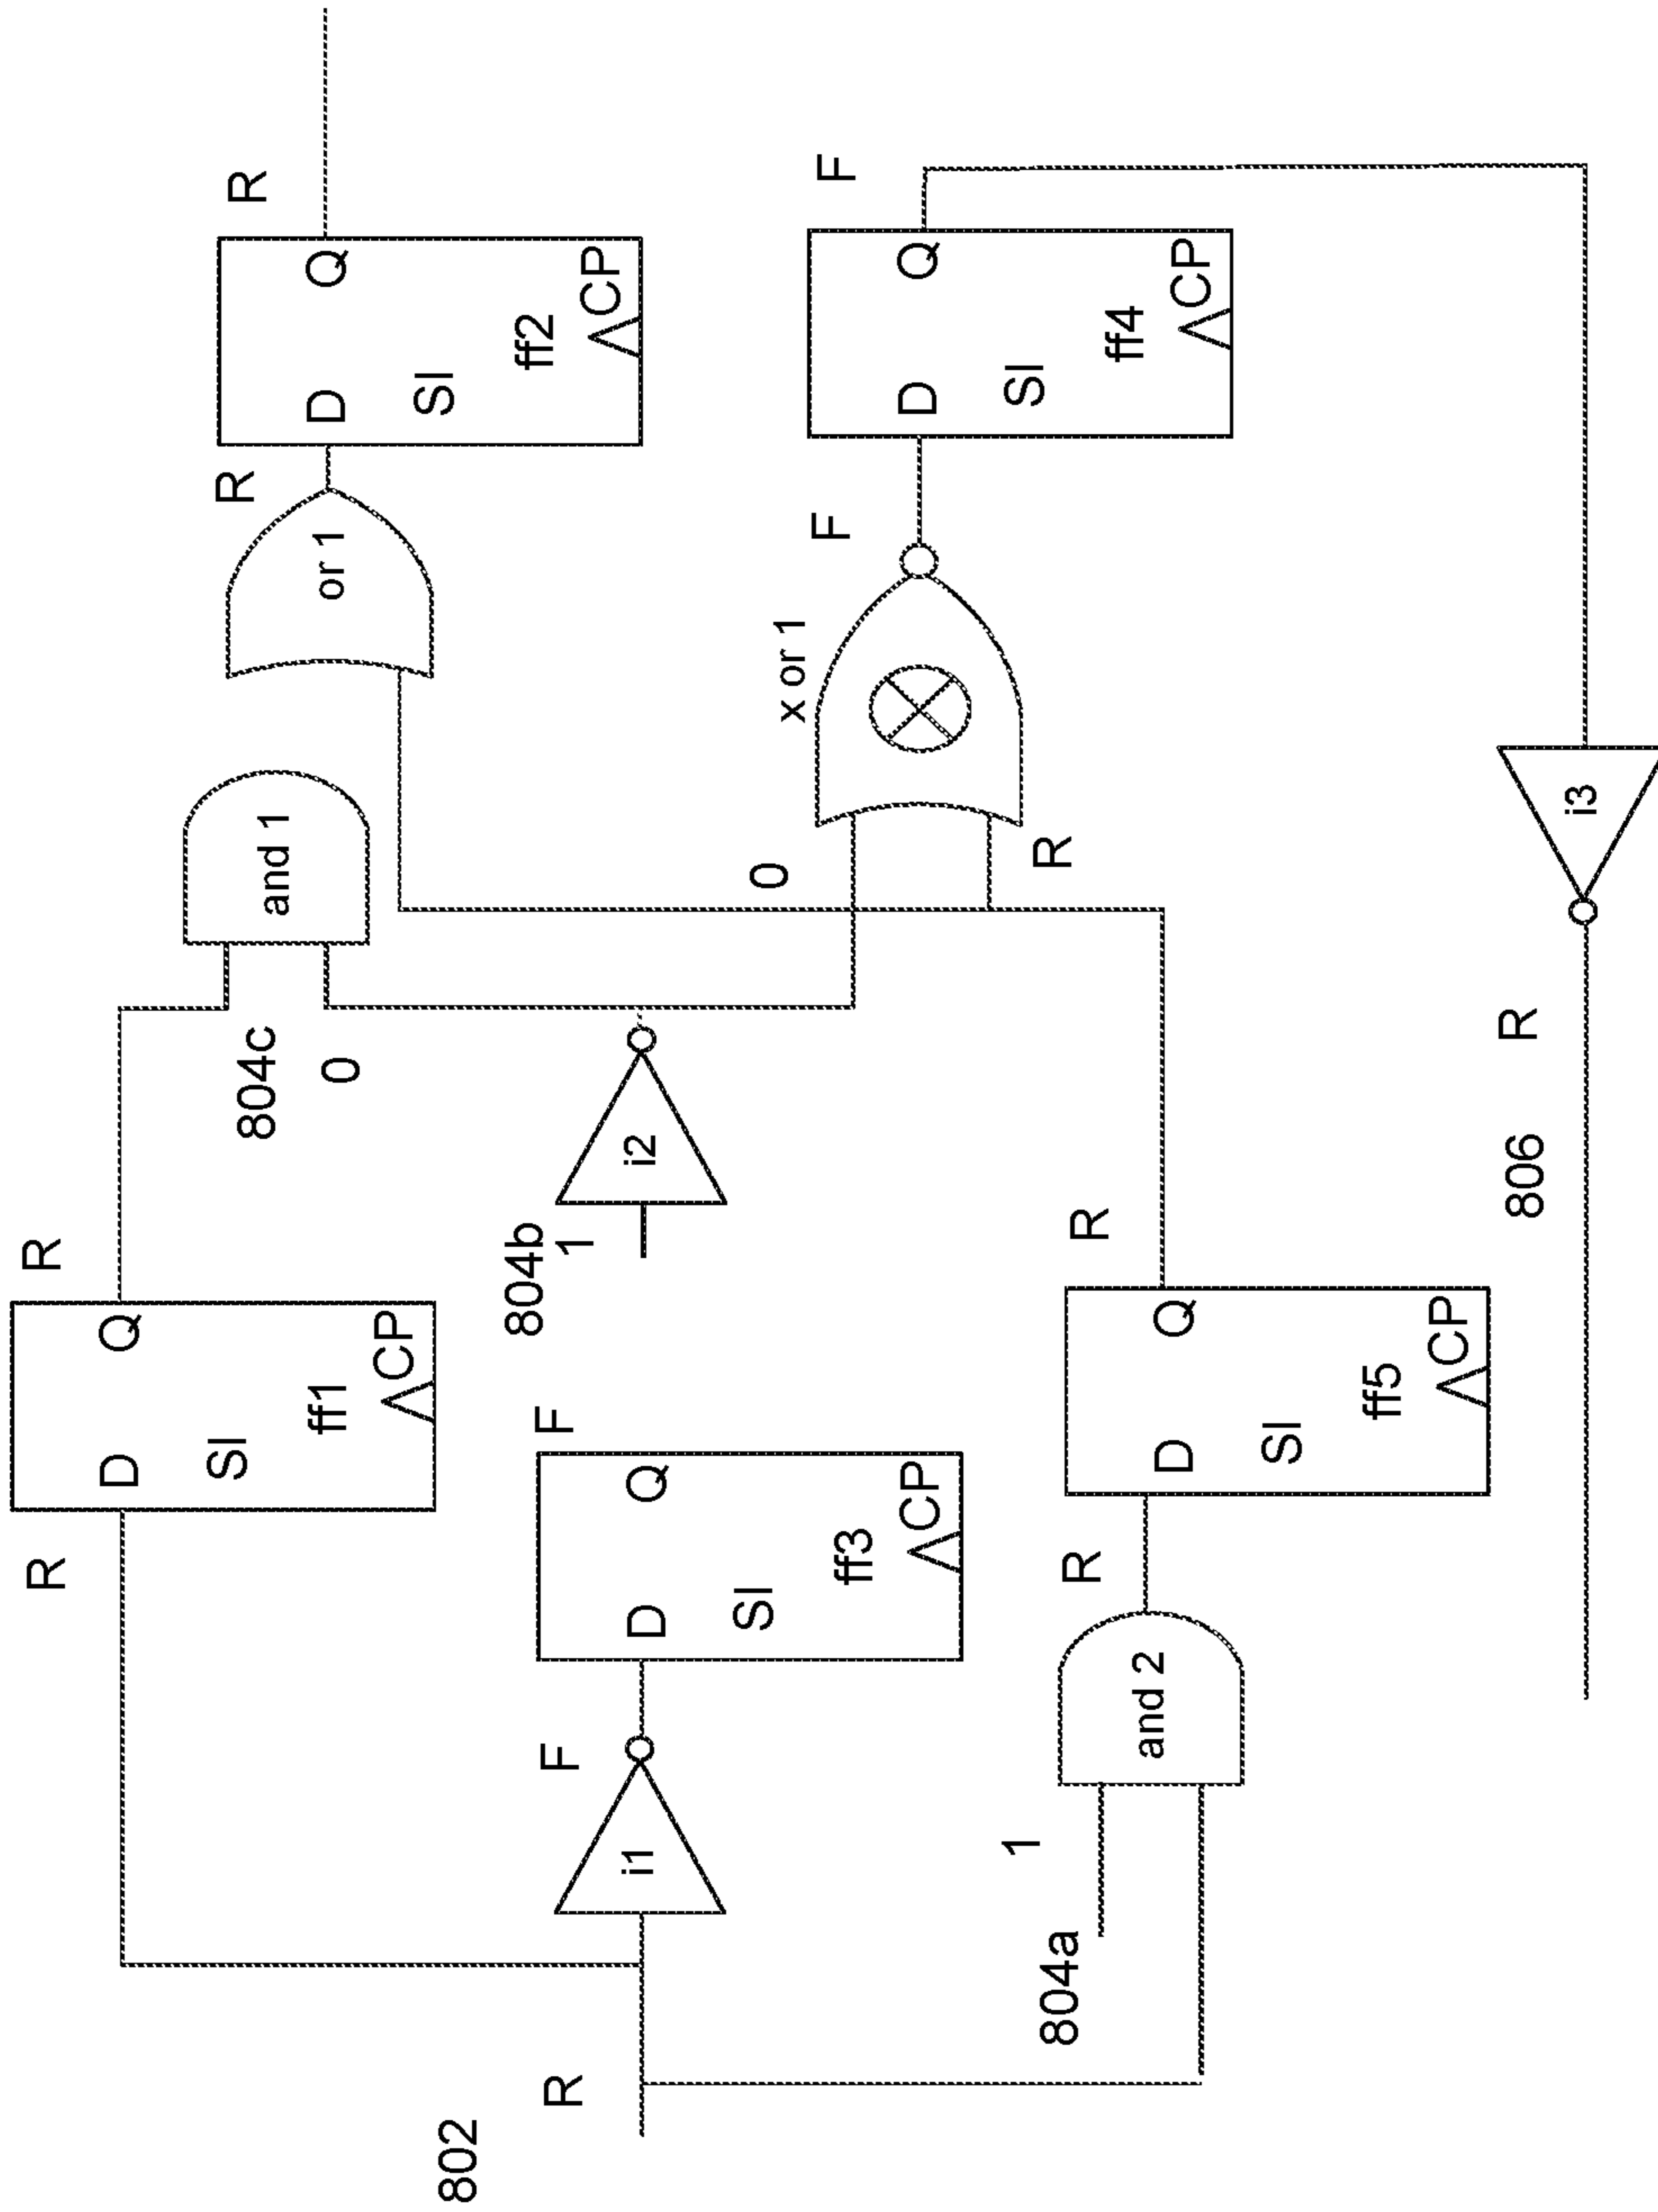 R
R
D
Q
SI
ff1
CP
R
R
D
Q
SI
ff2
CP
804c
0
and 1
or 1
802
R
i1
F
D
Q
F
SI
ff3
CP
804b
1
i2
0
x or 1
R
F
F
D
Q
SI
ff4
CP
804a
1
and 2
R
R
D
Q
SI
ff5
CP
806
R
i3